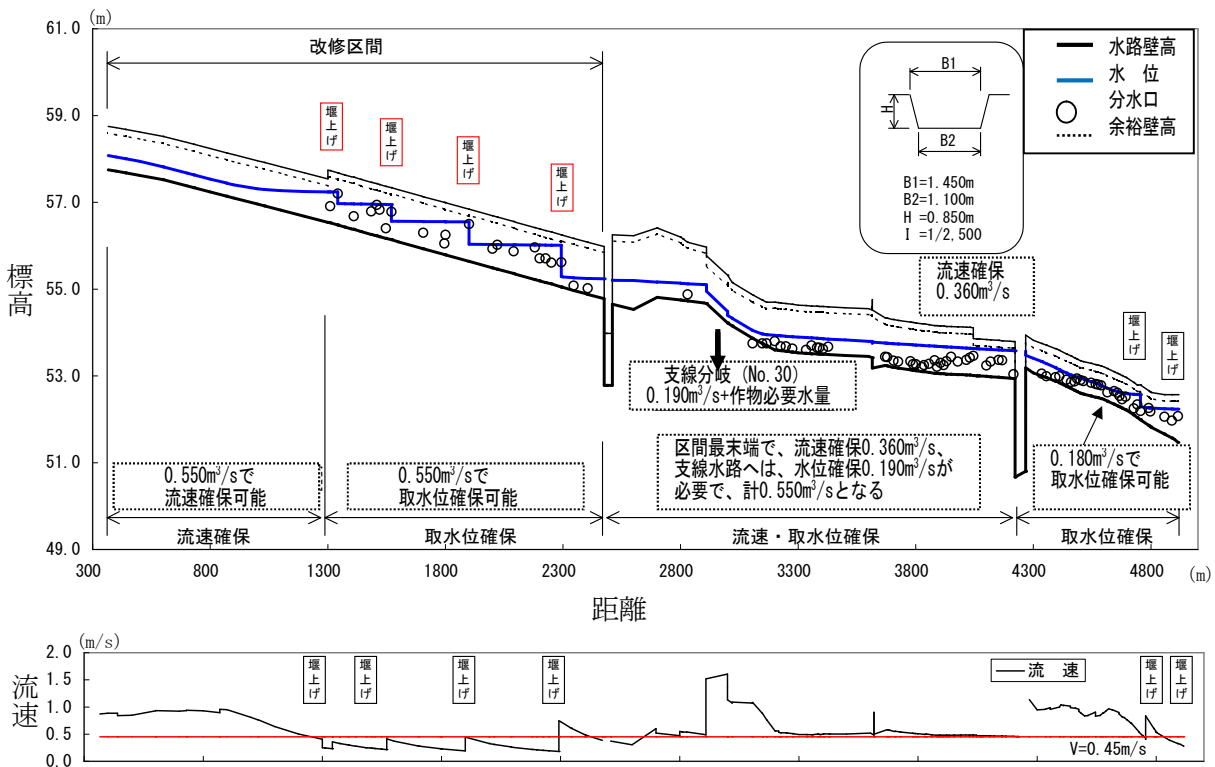 (m)
61.0
59.0
57.0
55.0
53.0
51.0
49.0
標高
改修区間
堰上げ
堰上げ
堰上げ
堰上げ
B1
H
B2
B1=1.450m
B2=1.100m
H =0.850m
I =1/2,500
水路壁高
水 位
分水口
余裕壁高
流速確保
0.360m³/s
堰上げ
堰上げ
支線分岐 (No.30)
0.190m³/s+作物必要水量
区間最末端で、流速確保0.360m³/s、
支線水路へは、水位確保0.190m³/sが
必要で、計0.550m³/sとなる
0.180m³/sで
取水位確保可能
0.550m³/sで
流速確保可能
0.550m³/sで
取水位確保可能
流速確保
取水位確保
流速・取水位確保
取水位確保
300 800 1300 1800 2300 2800 3300 3800 4300 4800 (m)
距離
(m/s)
2.0
1.5
1.0
0.5
0.0
流速
堰上げ
堰上げ
堰上げ
堰上げ
流 速
堰上げ
堰上げ
V=0.45m/s